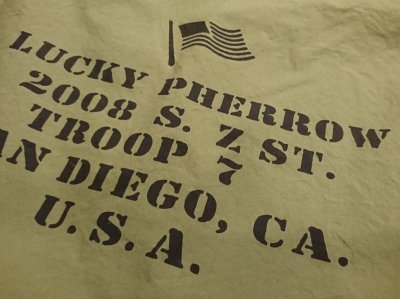 LUCKY PHERROW
2008 S. Z ST.
TROOP 7
AN DIEGO, CA.
U.S.A.